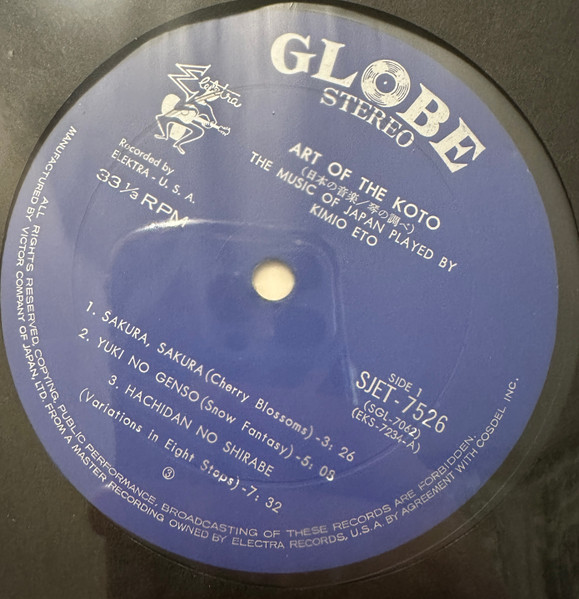 GLOBE
STEREO
Elektra
Recorded by
ELEKTRA・U.S.A.
33 1/3 RPM
ART OF THE KOTO
(日本の音楽/琴の調べ)
THE MUSIC OF JAPAN PLAYED BY
KIMIO ETO
SIDE 1
SJET-7526
(SGL-7062)
(EKS-7234-A)
1. SAKURA, SAKURA (Cherry Blossoms)-3; 26
2. YUKI NO GENSO (Snow Fantasy)-5; 08
3. HACHIDAN NO SHIRABE
(Variations in Eight Steps)-7; 32
③
ALL RIGHTS RESERVED, COPYING, PUBLIC PERFORMANCE, BROADCASTING OF THESE RECORDS ARE FORBIDDEN.
MANUFACTURED BY VICTOR COMPANY OF JAPAN, LTD. FROM A MASTER RECORDING OWNED BY ELECTRA RECORDS, U.S.A. BY AGREEMENT WITH COSDEL INC.